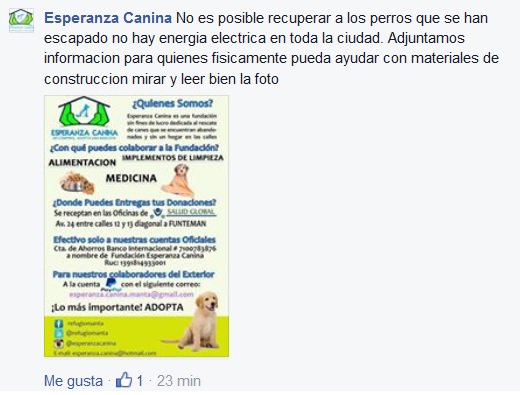 Esperanza Canina No es posible recuperar a los perros que se han
escapado no hay energia electrica en toda la ciudad. Adjuntamos
informacion para quienes fisicamente pueda ayudar con materiales de
construccion mirar y leer bien la foto
¿Quienes Somos?
Esperanza Canina es una fundación
sin fines de lucro dedicada al rescate
de canes que se encuentran abando-
nados y sin un hogar en las calles
ESPERANZA CANINA
¿Con qué puedes colaborar a la Fundación?
ALIMENTACION
IMPLEMENTOS DE LIMPIEZA
MEDICINA
¿Donde Puedes Entregas tus Donaciones?
Se receptan en las Oficinas de SALUD GLOBAL
Av. 24 entre calles 12 y 13 diagonal a FUNTEMAN
Efectivo solo a nuestras cuentas Oficiales
Cta. de Ahorros Banco Internacional # 7100783876
a nombre de Fundación Esperanza Canina
Ruc: 1391814933001
Para nuestros colaboradores del Exterior
A la cuenta PayPal con el siguiente correo:
esperanza.canina.manta@gmail.com
¡Lo más importante! ADOPTA
refugiomanta
@refugiomanta
@esperanzacanina
E-mail: esperanza.canina@hotmail.com
Me gusta · 1 · 23 min